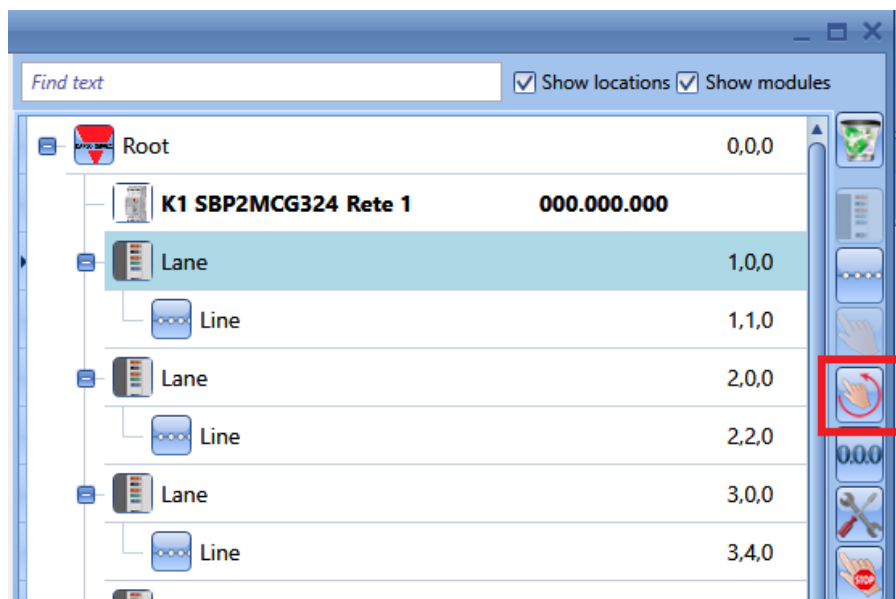 Find text
Show locations
Show modules
Root 0,0,0
K1 SBP2MCG324 Rete 1 000.000.000
Lane 1,0,0
Line 1,1,0
Lane 2,0,0
Line 2,2,0
0.0.0
Lane 3,0,0
Line 3,4,0
STOP